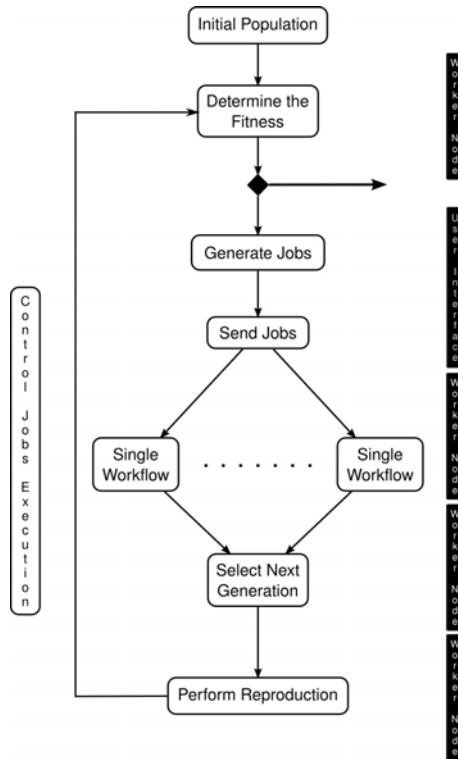 Initial Population
Determine the
Fitness
Generate Jobs
Send Jobs
Single
Workflow
. . . . . . .
Single
Workflow
Select Next
Generation
Perform Reproduction
Control Jobs Execution
Worker Node
User Interface
Worker Node
Worker Node
Worker Node